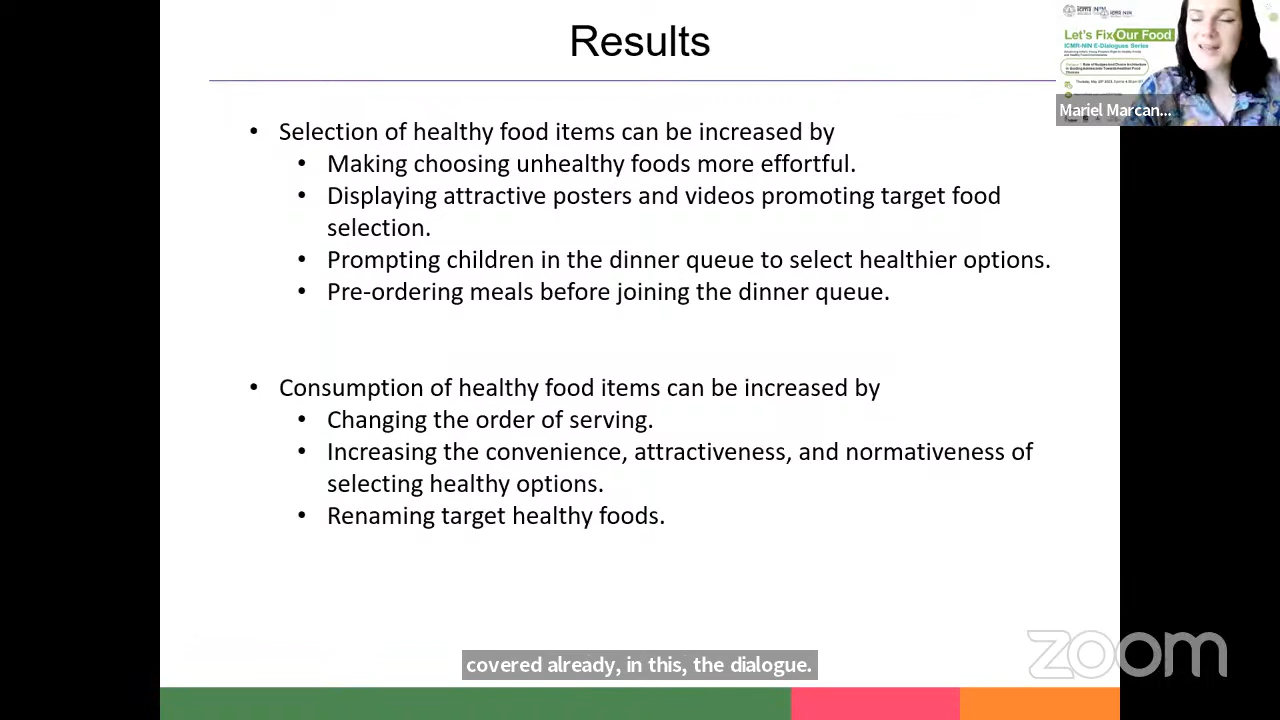 Results
Let's Fix Our Food
ICMR-NIN E-Dialogues Series
Mariel Marcan...
• Selection of healthy food items can be increased by
• Making choosing unhealthy foods more effortful.
• Displaying attractive posters and videos promoting target food
selection.
• Prompting children in the dinner queue to select healthier options.
• Pre-ordering meals before joining the dinner queue.
• Consumption of healthy food items can be increased by
• Changing the order of serving.
• Increasing the convenience, attractiveness, and normativeness of
selecting healthy options.
• Renaming target healthy foods.
covered already, in this, the dialogue.
zoom